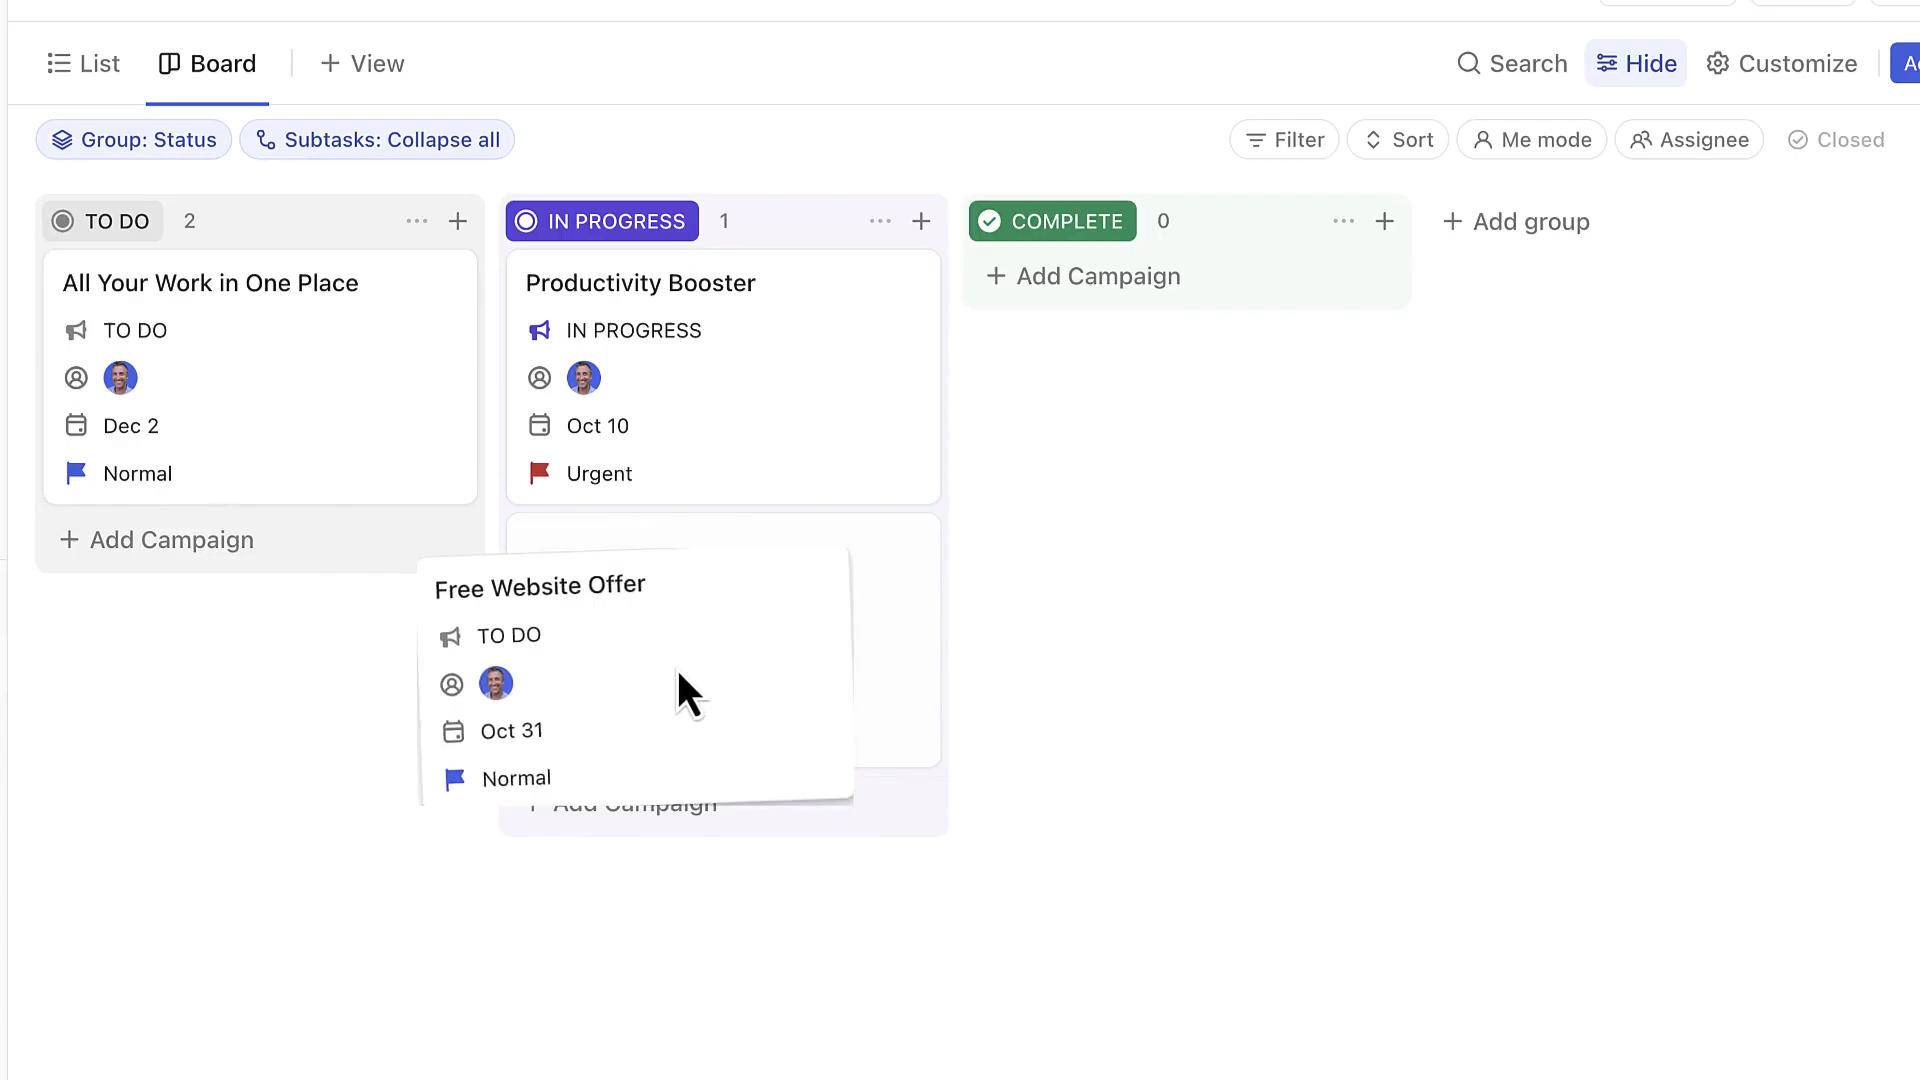 List
Board
View
Search
Hide
Customize
Group: Status
Subtasks: Collapse all
Filter
Sort
Me mode
Assignee
Closed
TO DO 2
IN PROGRESS 1
COMPLETE 0
Add group
All Your Work in One Place
TO DO
Dec 2
Normal
Add Campaign
Productivity Booster
IN PROGRESS
Oct 10
Urgent
Free Website Offer
TO DO
Oct 31
Normal
Add Campaign
Add Campaign